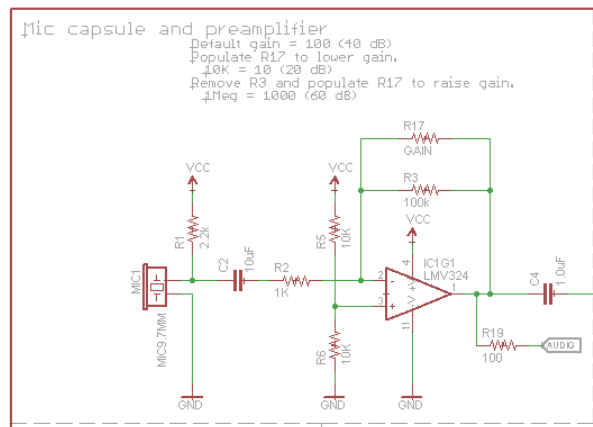 Mic capsule and preamplifier
Default gain = 100 (40 dB)
Populate R17 to lower gain.
10K = 10 (20 dB)
Remove R3 and populate R17 to raise gain.
1Meg = 1000 (60 dB)
R17
GAIN
VCC
VCC
R3
100k
R1
2.2k
R5
10K
VCC
C2
10uF
R2
1K
4
IC1G1
LMV324
MIC1
MIC9.7MM
2
-
3
+
V+
V-
1
11
C4
1.0uF
R6
10K
R19
100
AUDIO
GND
GND
GND